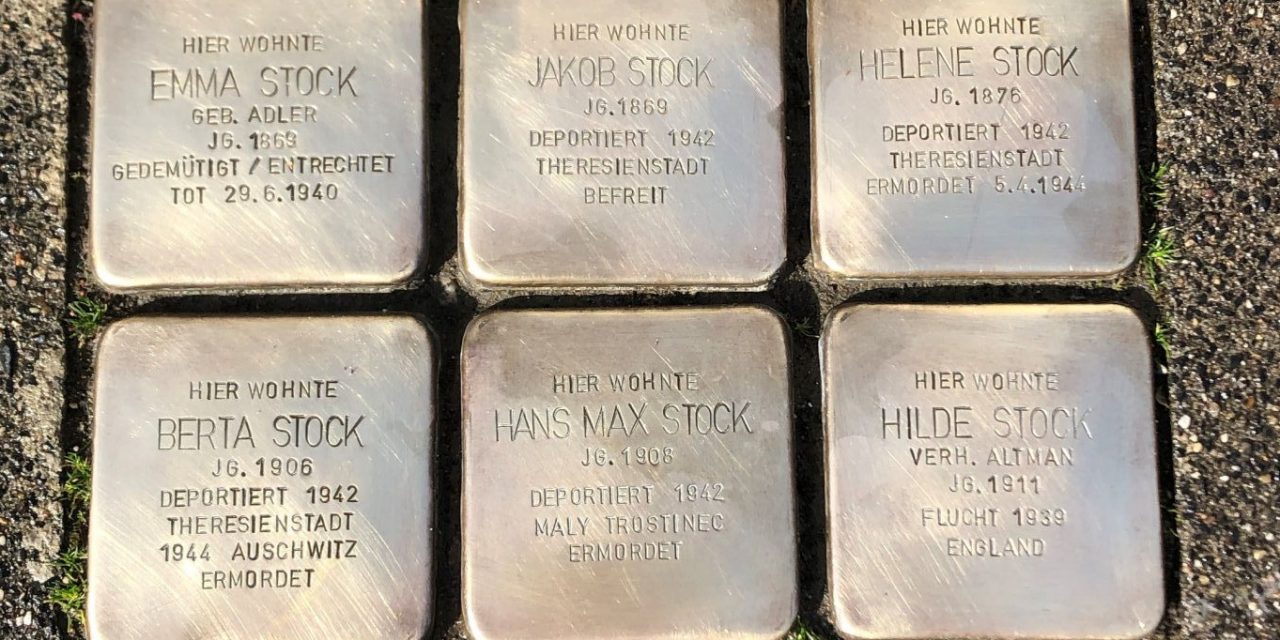 HIER WOHNTE
EMMA STOCK
GEB. ADLER
JG. 1869
GEDEMÜTIGT / ENTRECHTET
TOT 29.6.1940
HIER WOHNTE
JAKOB STOCK
JG. 1869
DEPORTIERT 1942
THERESIENSTADT
BEFREIT
HIER WOHNTE
HELENE STOCK
JG. 1876
DEPORTIERT 1942
THERESIENSTADT
ERMORDET 5.4.1944
HIER WOHNTE
BERTA STOCK
JG. 1906
DEPORTIERT 1942
THERESIENSTADT
1944 AUSCHWITZ
ERMORDET
HIER WOHNTE
HANS MAX STOCK
JG. 1908
DEPORTIERT 1942
MALY TROSTINEC
ERMORDET
HIER WOHNTE
HILDE STOCK
VERH. ALTMAN
JG. 1911
FLUCHT 1939
ENGLAND